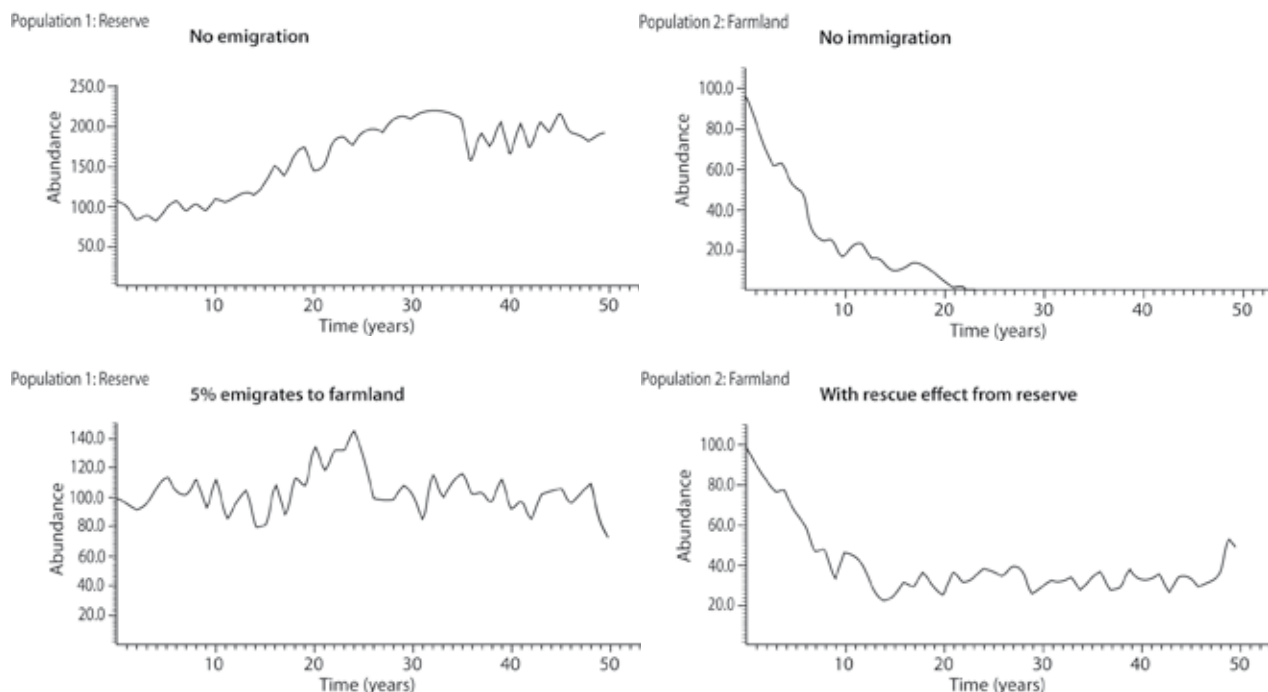 Population 1: Reserve
No emigration
250.0
200.0
150.0
100.0
50.0
Abundance
10 20 30 40 50
Time (years)
Population 2: Farmland
No immigration
100.0
80.0
60.0
40.0
20.0
Abundance
10 20 30 40 50
Time (years)
Population 1: Reserve
5% emigrates to farmland
140.0
120.0
100.0
80.0
60.0
40.0
20.0
Abundance
10 20 30 40 50
Time (years)
Population 2: Farmland
With rescue effect from reserve
100.0
80.0
60.0
40.0
20.0
Abundance
10 20 30 40 50
Time (years)